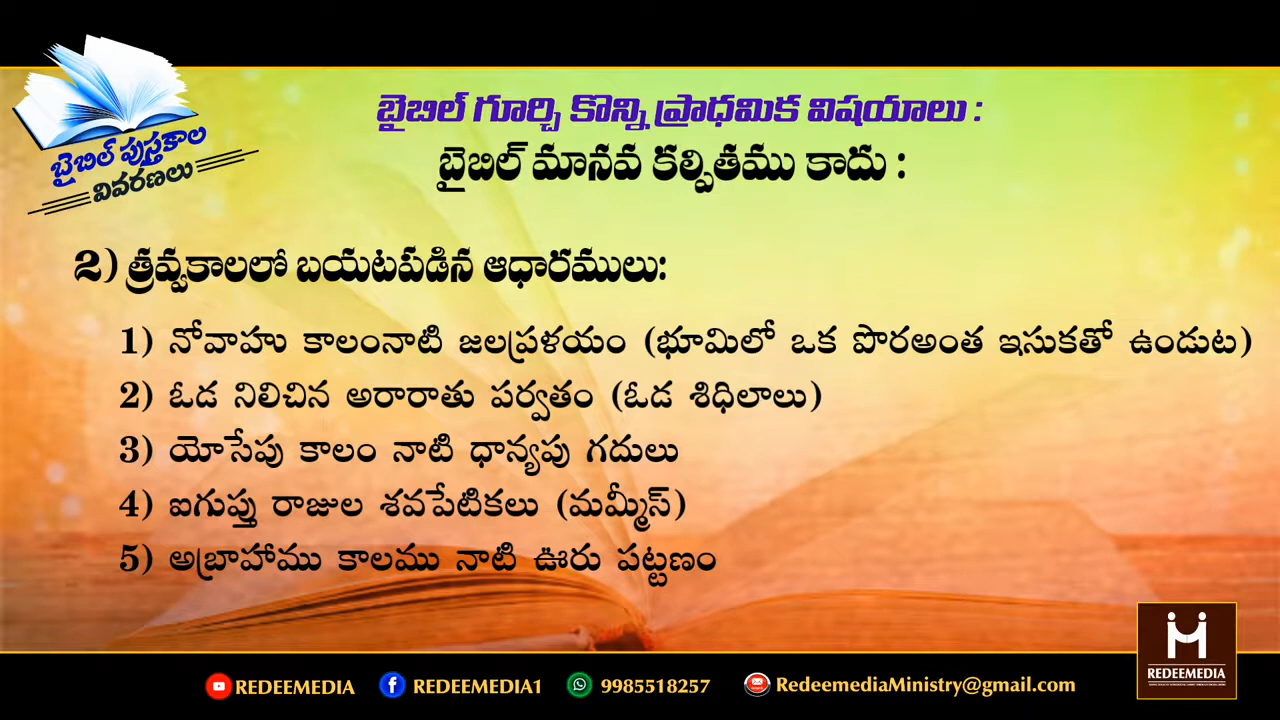 బైబిల్ పుస్తకాల
వివరణలు
బైబిల్ గూర్చి కొన్ని ప్రాధమిక విషయాలు :
బైబిల్ మానవ కల్పితము కాదు :
2) త్రవ్వకాలలో బయటపడిన ఆధారములు:
1) నోవాహు కాలంనాటి జలప్రళయం (భూమిలో ఒక పొరఅంత ఇసుకతో ఉండుట)
2) ఓడ నిలిచిన అరారాతు పర్వతం (ఓడ శిధిలాలు)
3) యోసేపు కాలం నాటి ధాన్యపు గదులు
4) ఐగుప్తు రాజుల శవపేటికలు (మమ్మీస్)
5) అబ్రాహాము కాలము నాటి ఊరు పట్టణం
REDEEMEDIA
REDEEMEDIA
REDEEMEDIA1
9985518257
RedeemediaMinistry@gmail.com